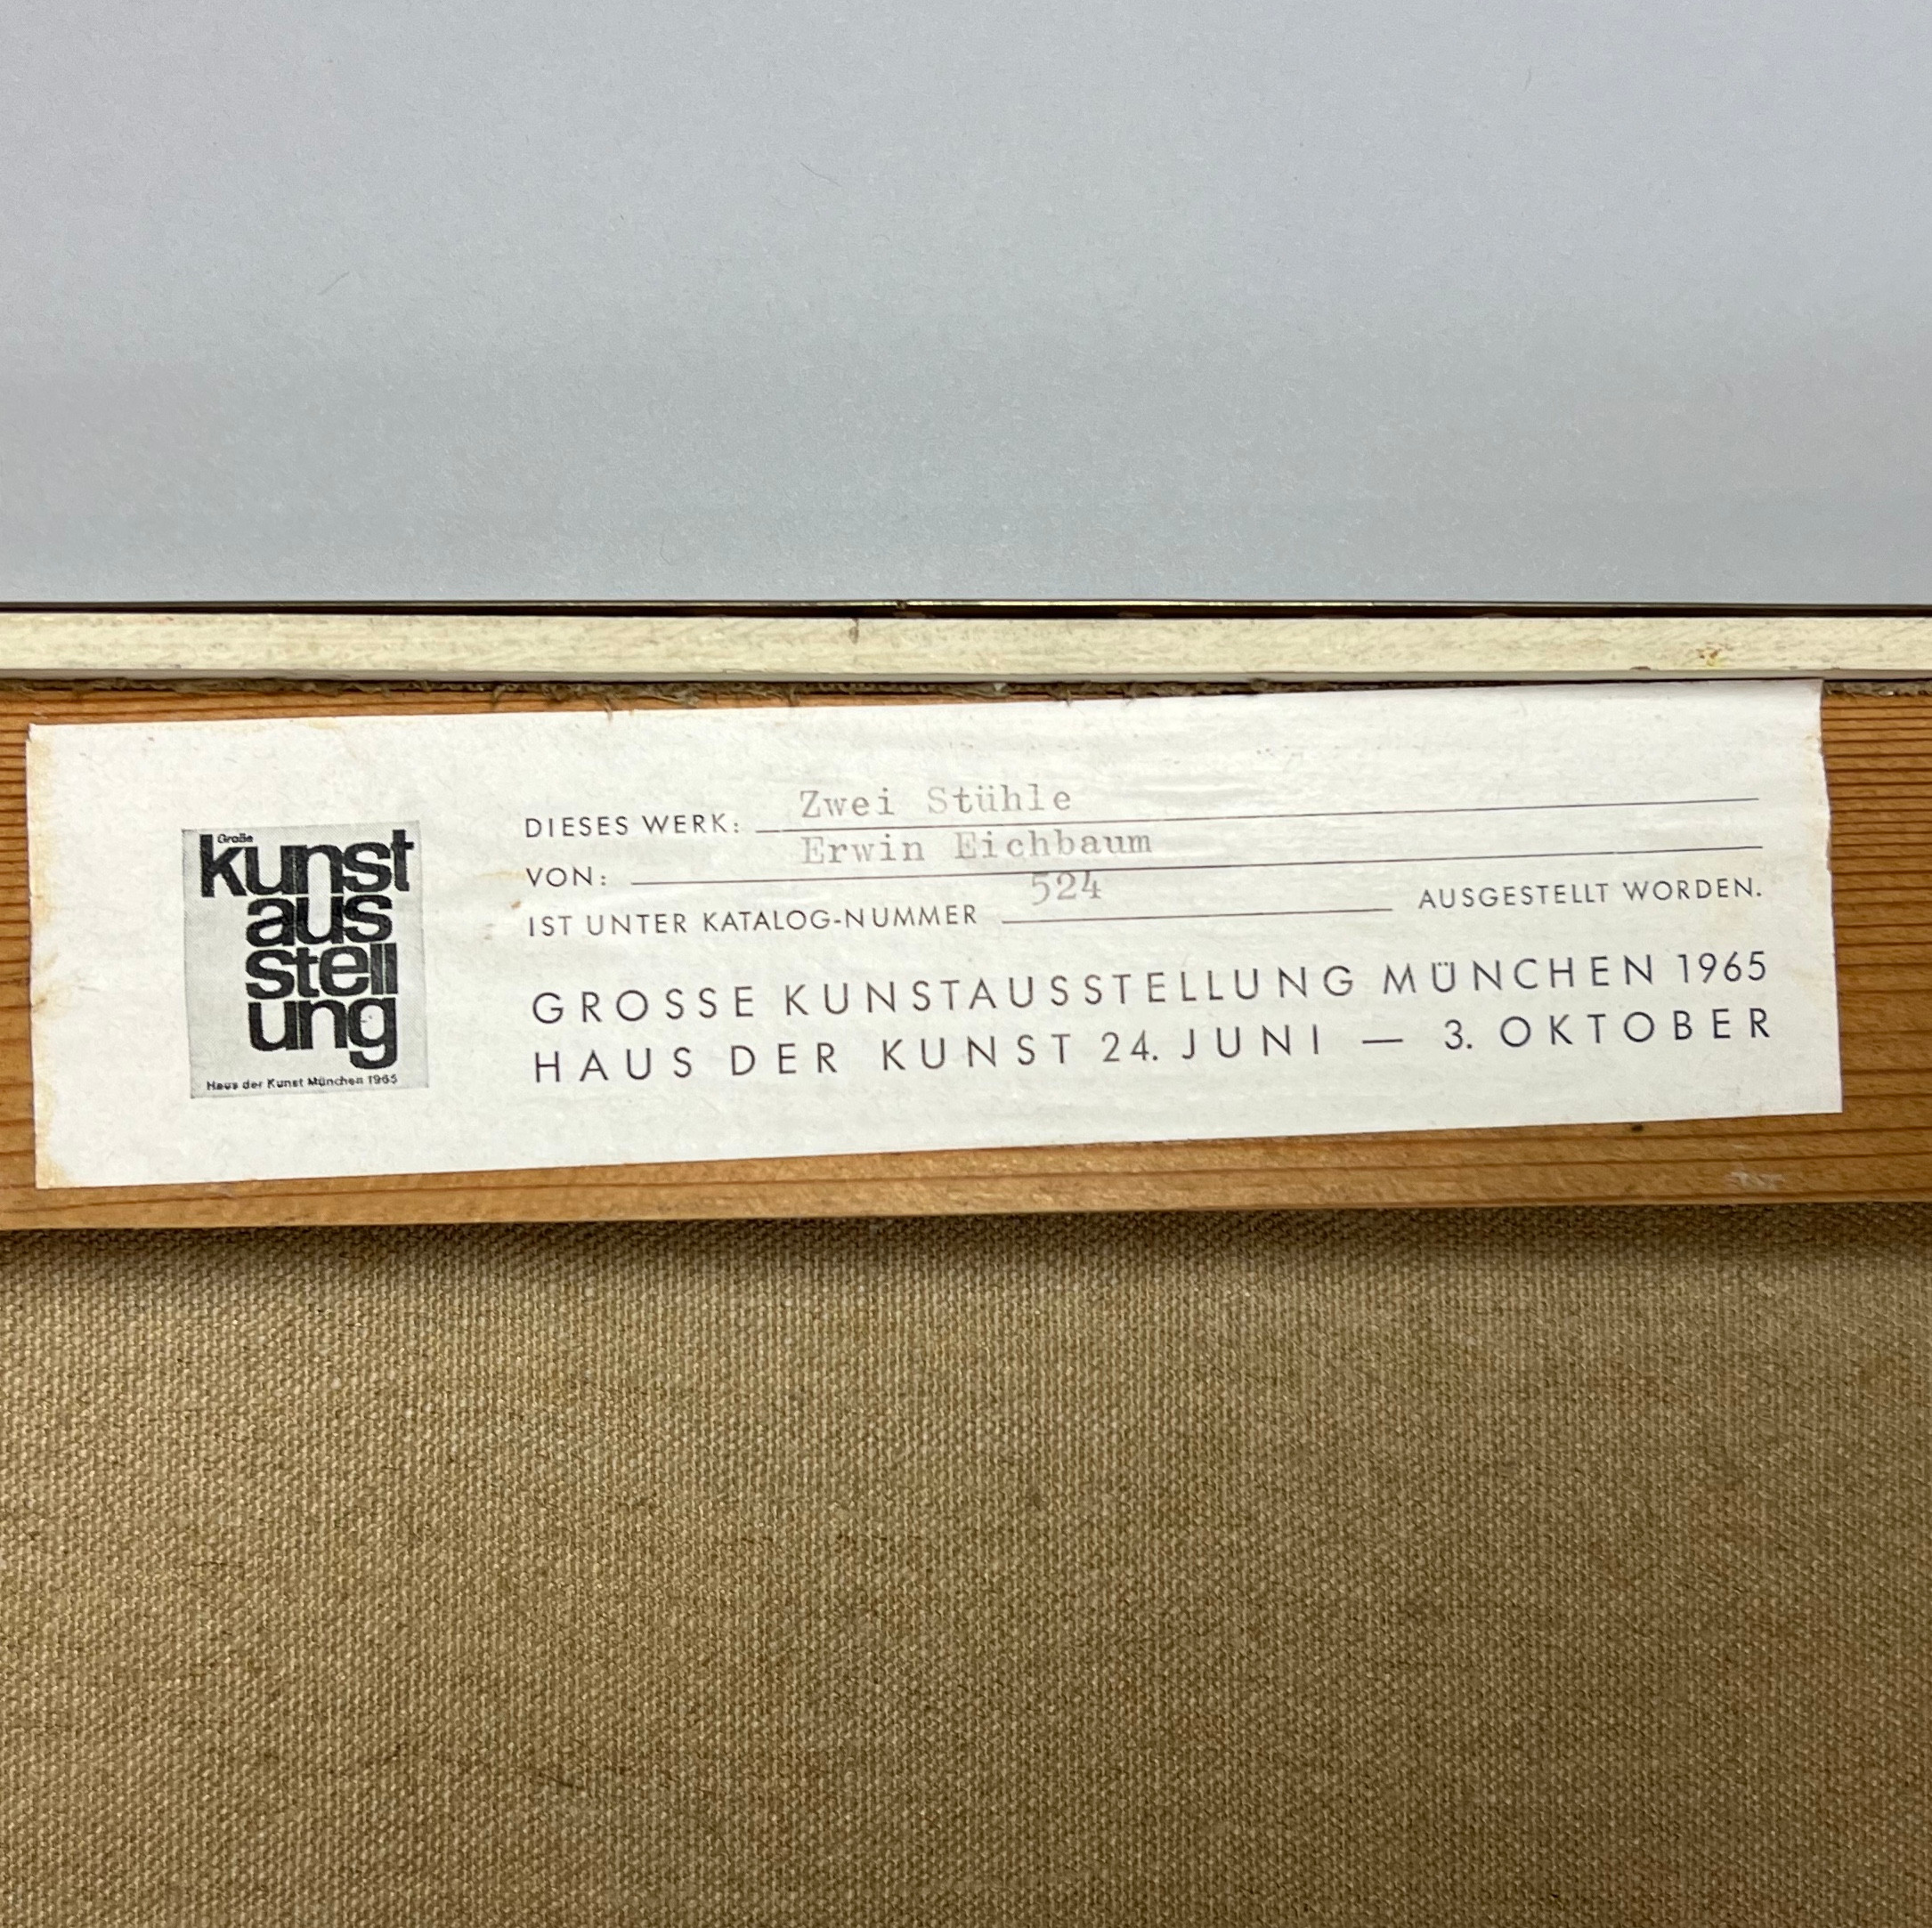 Große
kunst
aus
stell
ung
Haus der Kunst München 1965
DIESES WERK: Zwei Stühle
VON: Erwin Eichbaum
IST UNTER KATALOG-NUMMER 524 AUSGESTELLT WORDEN.
GROSSE KUNSTAUSSTELLUNG MÜNCHEN 1965
HAUS DER KUNST 24. JUNI — 3. OKTOBER